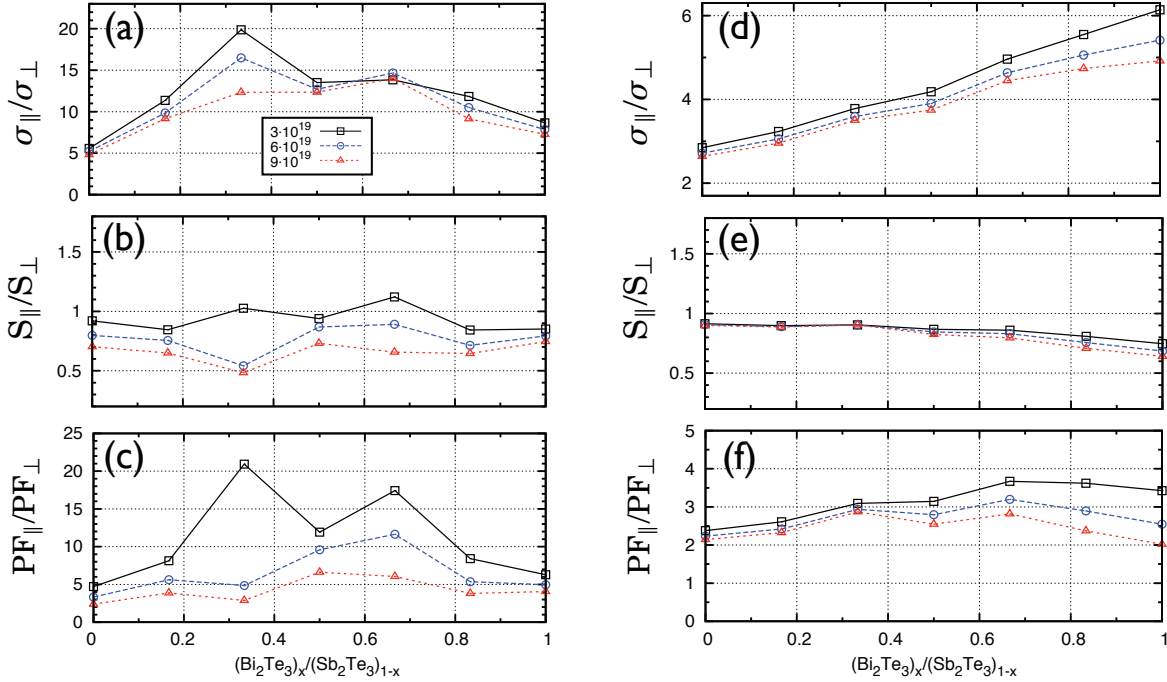 (a)
σ∥/σ⊥
20
15
10
5
0
3·10¹⁹
6·10¹⁹
9·10¹⁹
(b)
S∥/S⊥
1.5
1
0.5
(c)
PF∥/PF⊥
25
20
15
10
5
0
0 0.2 0.4 0.6 0.8 1
(Bi₂Te₃)ₓ/(Sb₂Te₃)₁₋ₓ
(d)
σ∥/σ⊥
6
4
2
(e)
S∥/S⊥
1.5
1
0.5
(f)
PF∥/PF⊥
5
4
3
2
1
0
0 0.2 0.4 0.6 0.8 1
(Bi₂Te₃)ₓ/(Sb₂Te₃)₁₋ₓ